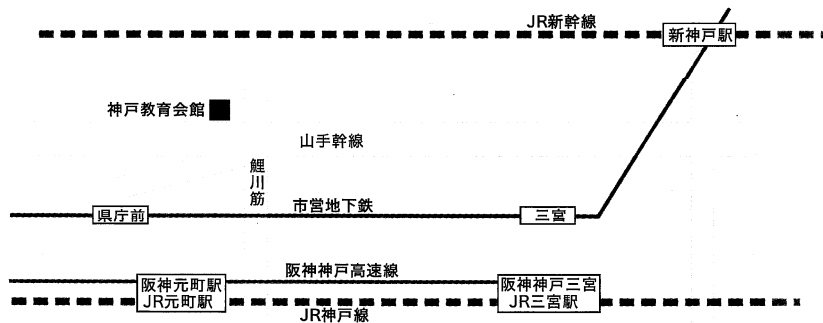 JR新幹線
新神戸駅
神戸教育会館
山手幹線
鯉川筋
市営地下鉄
県庁前
三宮
阪神神戸高速線
阪神元町駅
JR元町駅
阪神神戸三宮
JR三宮駅
JR神戸線